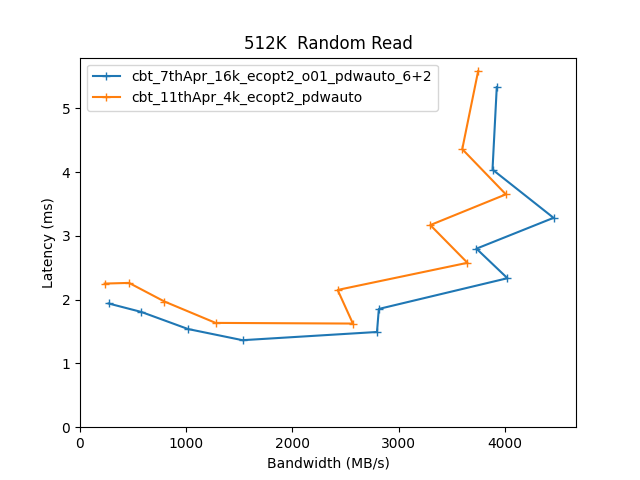 512K  Random Read
cbt_7thApr_16k_ecopt2_o01_pdwauto_6+2
cbt_11thApr_4k_ecopt2_pdwauto
Latency (ms)
5
4
3
2
1
0
0 1000 2000 3000 4000
Bandwidth (MB/s)